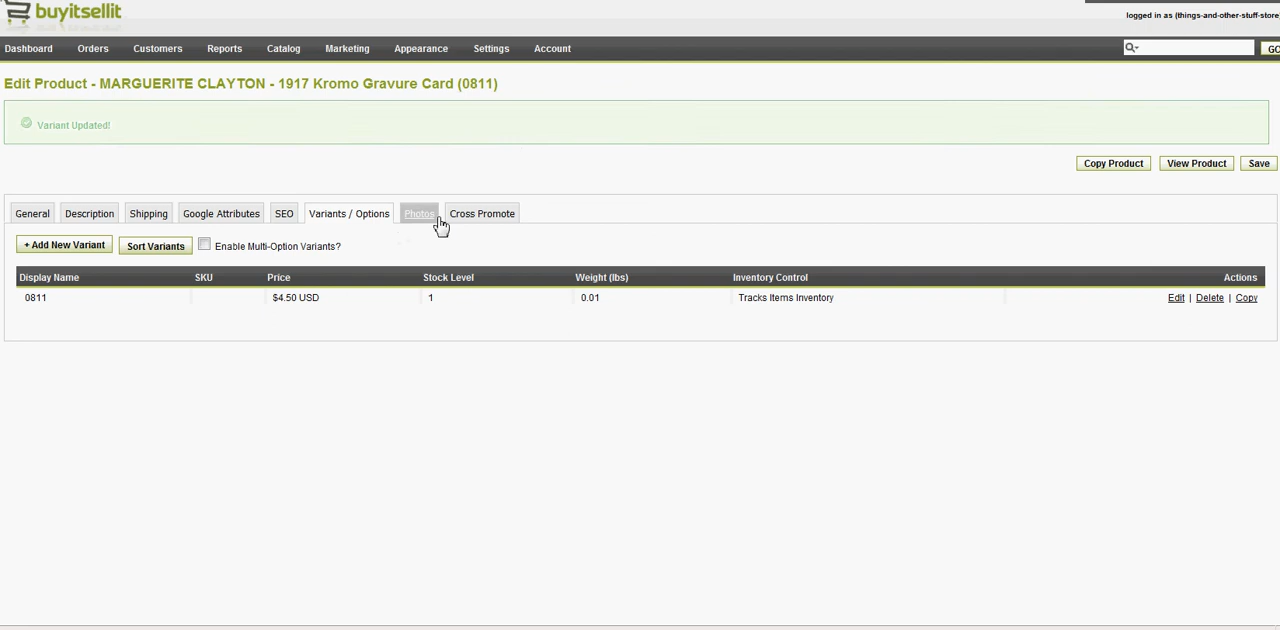 buyitsellit
logged in as (things-and-other-stuff-store
Dashboard Orders Customers Reports Catalog Marketing Appearance Settings Account GO
Edit Product - MARGUERITE CLAYTON - 1917 Kromo Gravure Card (0811)
Variant Updated!
Copy Product View Product Save
General Description Shipping Google Attributes SEO Variants / Options Photos Cross Promote
+ Add New Variant Sort Variants Enable Multi-Option Variants?
Display Name SKU Price Stock Level Weight (lbs) Inventory Control Actions
0811 $4.50 USD 1 0.01 Tracks Items Inventory Edit | Delete | Copy